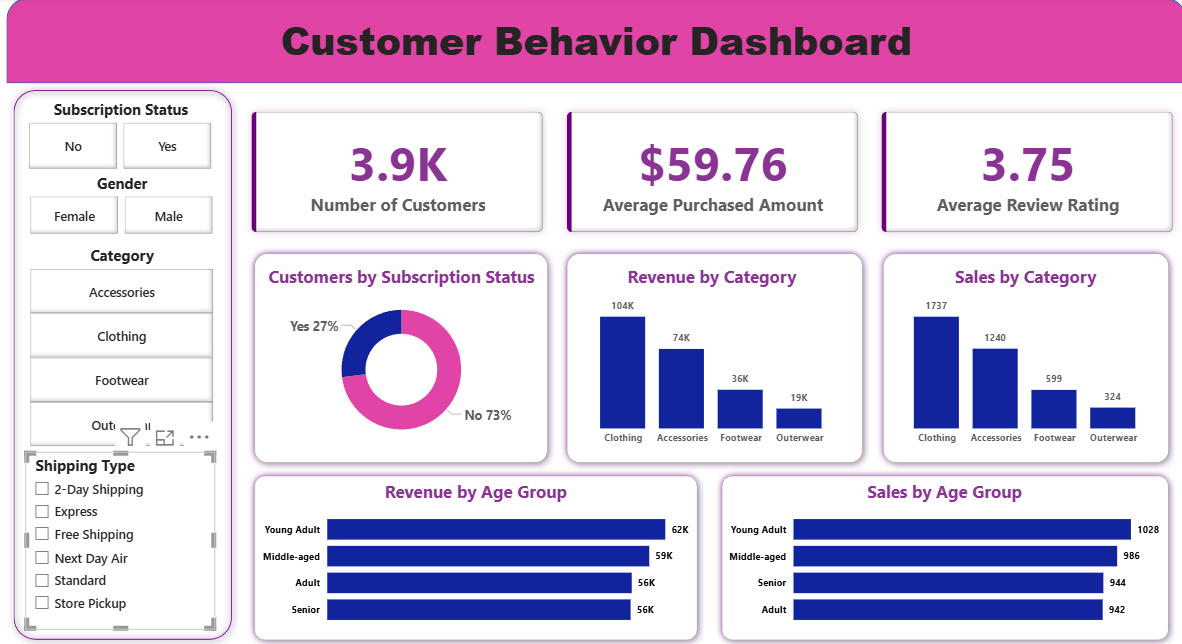 Customer Behavior Dashboard
Subscription Status
No
Yes
Gender
Female
Male
Category
Accessories
Clothing
Footwear
Shipping Type
2-Day Shipping
Express
Free Shipping
Next Day Air
Standard
Store Pickup
3.9K
Number of Customers
$59.76
Average Purchased Amount
3.75
Average Review Rating
Customers by Subscription Status
Yes 27%
No 73%
Revenue by Category
104K
74K
36K
19K
Clothing
Accessories
Footwear
Outerwear
Sales by Category
1737
1240
599
324
Clothing
Accessories
Footwear
Outerwear
Revenue by Age Group
Young Adult 62K
Middle-aged 59K
Adult 56K
Senior 56K
Sales by Age Group
Young Adult 1028
Middle-aged 986
Senior 944
Adult 942